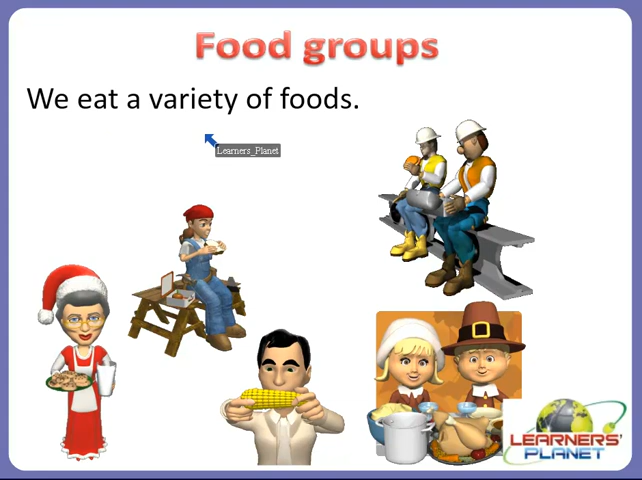 Food groups
We eat a variety of foods.
Learners_Planet
LEARNERS'
PLANET